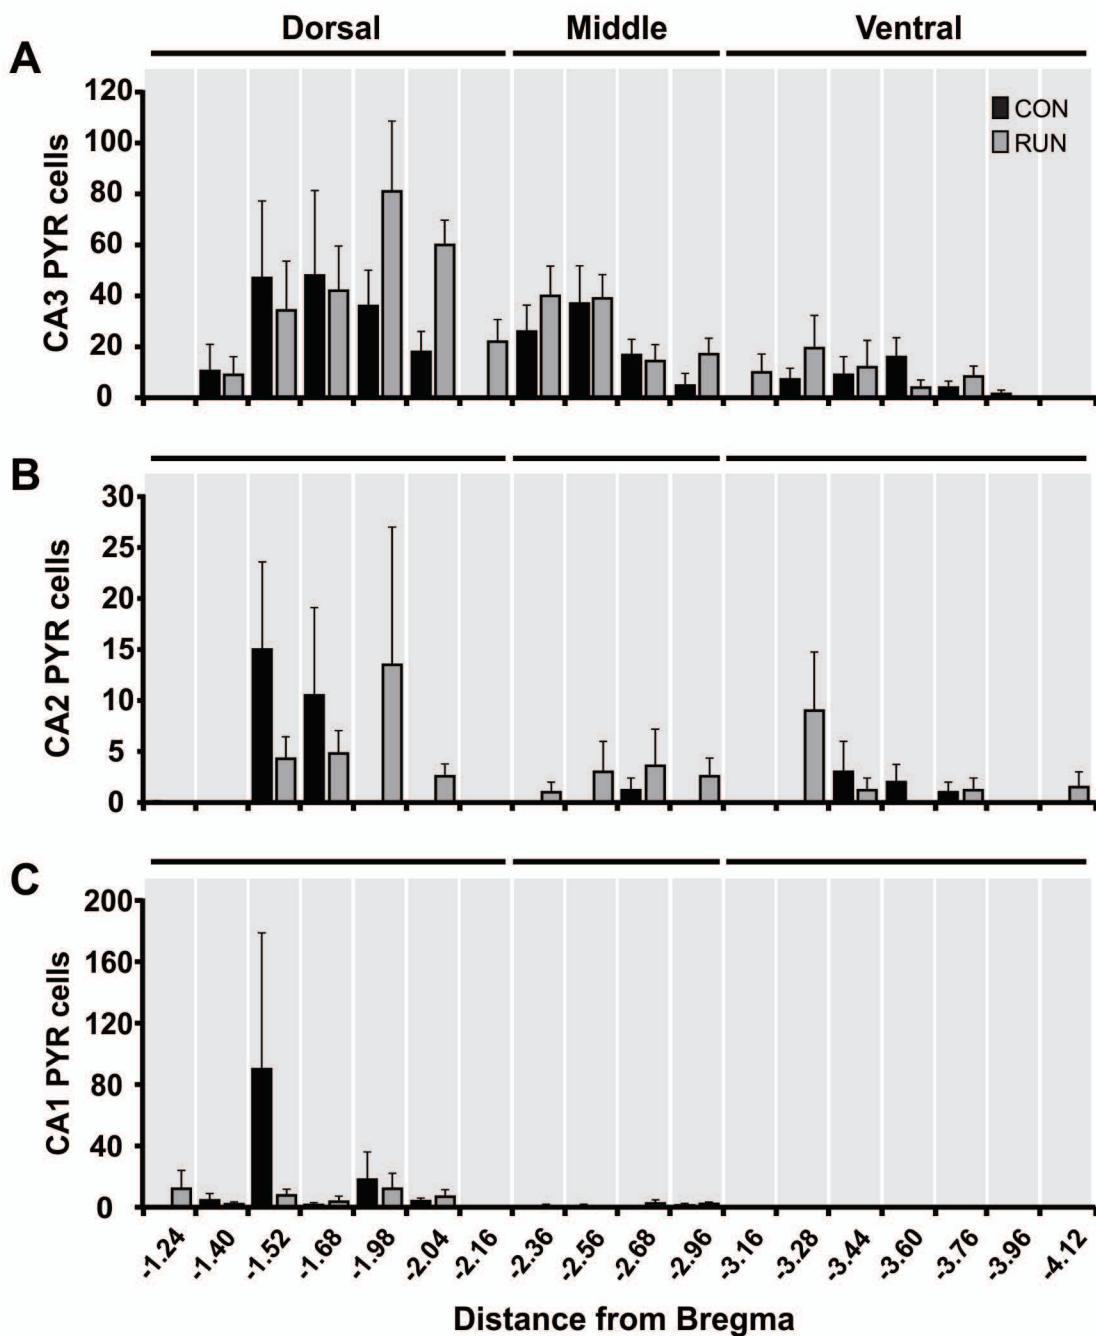 Dorsal Middle Ventral
A
CA3 PYR cells
120
100
80
60
40
20
0
CON
RUN
B
CA2 PYR cells
30
25
20
15
10
5
0
C
CA1 PYR cells
200
160
120
80
40
0
-1.24 -1.40 -1.52 -1.68 -1.98 -2.04 -2.16 -2.36 -2.56 -2.68 -2.96 -3.16 -3.28 -3.44 -3.60 -3.76 -3.96 -4.12
Distance from Bregma